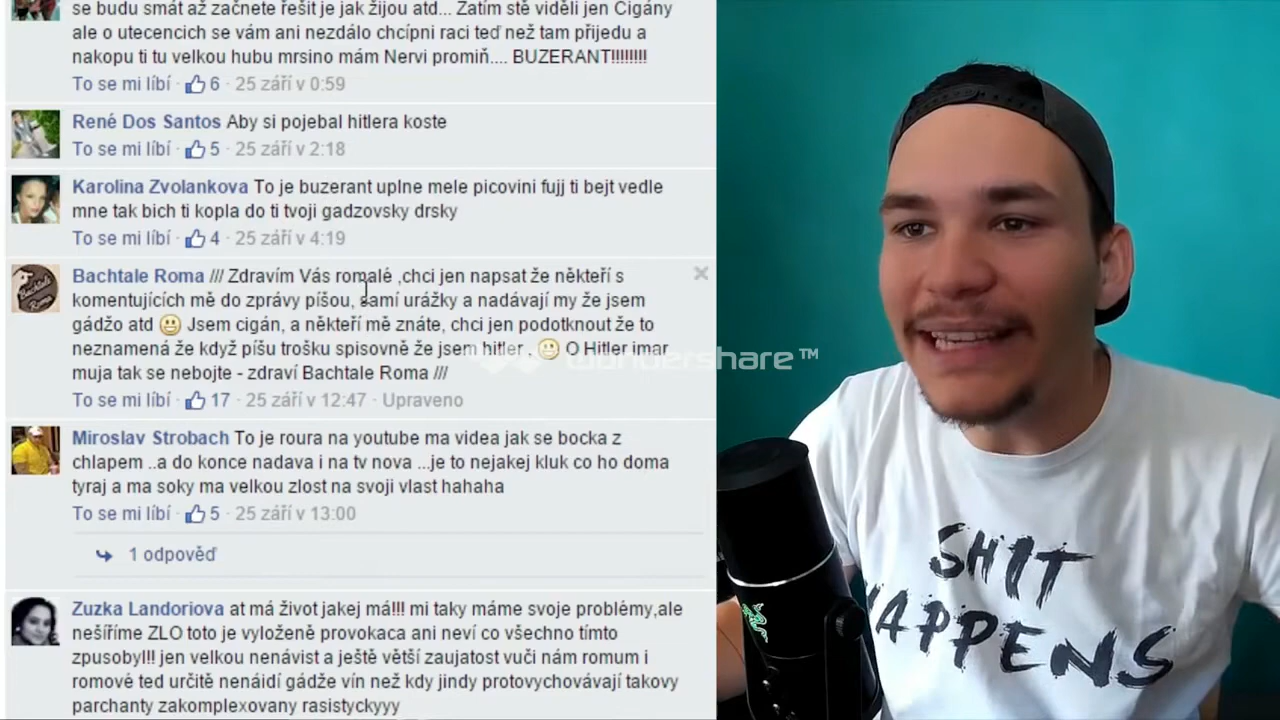 se budu smát až začnete řešit je jak žijou atd... Zatím stě viděli jen Cigány
ale o utecencich se vám ani nezdálo chcípni raci teď než tam přijedu a
nakopu ti tu velkou hubu mrsino mám Nervi promiň.... BUZERANT!!!!!!!!
To se mi líbí · 6 · 25 září v 0:59
René Dos Santos Aby si pojebal hitlera koste
To se mi líbí · 5 · 25 září v 2:18
Karolina Zvolankova To je buzerant uplne mele picovini fujj ti bejt vedle
mne tak bich ti kopla do ti tvoji gadzovsky drsky
To se mi líbí · 4 · 25 září v 4:19
Bachtale Roma /// Zdravím Vás romalé ,chci jen napsat že někteří s
komentujících mě do zprávy píšou, samí urážky a nadávají my že jsem
gádžo atd 😀 Jsem cigán, a někteří mě znáte, chci jen podotknout že to
neznamená že když píšu trošku spisovně že jsem hitler , 😀 O Hitler imar
muja tak se nebojte - zdraví Bachtale Roma ///
To se mi líbí · 17 · 25 září v 12:47 · Upraveno
Miroslav Strobach To je roura na youtube ma videa jak se bocka z
chlapem ..a do konce nadava i na tv nova ...je to nejakej kluk co ho doma
tyraj a ma soky ma velkou zlost na svoji vlast hahaha
To se mi líbí · 5 · 25 září v 13:00
1 odpověď
Zuzka Landoriova at má život jakej má!!! mi taky máme svoje problémy,ale
nešíříme ZLO toto je vyloženě provokaca ani neví co všechno tímto
zpusoby!!! jen velkou nenávist a ještě větší zaujatost vuči nám romum i
romové ted určitě nenáidí gádže vín než kdy jindy protovychovávají takovy
parchanty zakomplexovany rasistyckyyy
wondershare™
Bachtale
Roma
SHIT
HAPPENS